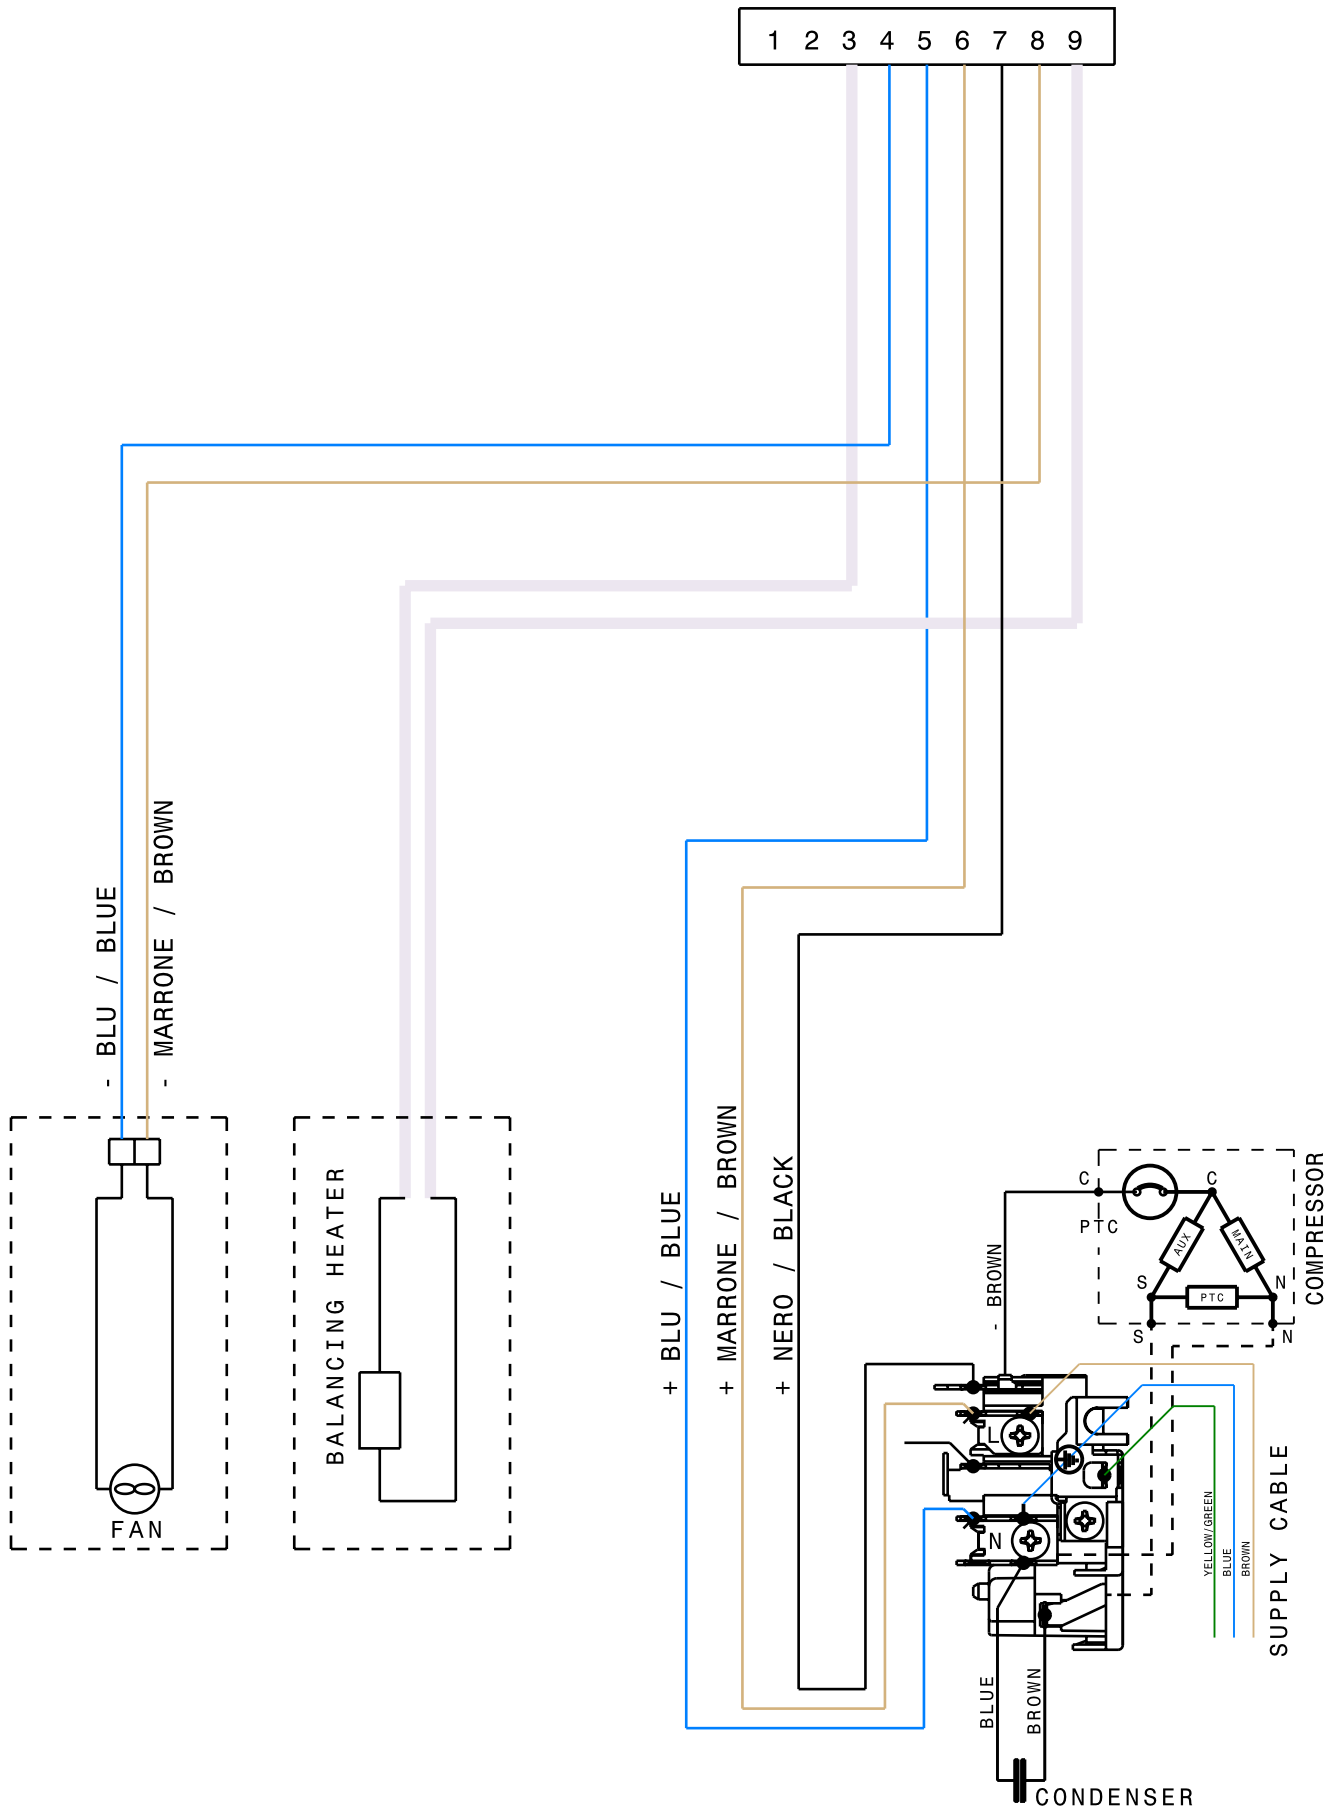 1 2 3 4 5 6 7 8 9
- BLU / BLUE
- MARRONE / BROWN
FAN
BALANCING HEATER
+ BLU / BLUE
+ MARRONE / BROWN
+ NERO / BLACK
- BROWN
C
PTC
C
AUX
MAIN
S
PTC
N
S
N
COMPRESSOR
L
N
YELLOW/GREEN
BLUE
BROWN
SUPPLY CABLE
BLUE
BROWN
CONDENSER